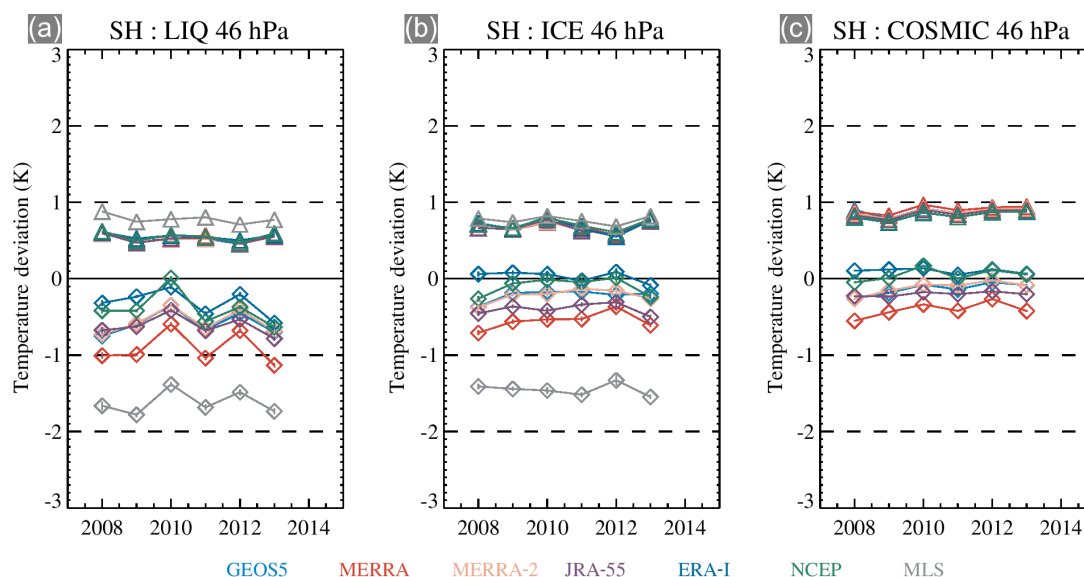 (a) SH : LIQ 46 hPa
(b) SH : ICE 46 hPa
(c) SH : COSMIC 46 hPa
Temperature deviation (K)
3
2
1
0
-1
-2
-3
2008 2010 2012 2014
Temperature deviation (K)
3
2
1
0
-1
-2
-3
2008 2010 2012 2014
Temperature deviation (K)
3
2
1
0
-1
-2
-3
2008 2010 2012 2014
GEOS5 MERRA MERRA-2 JRA-55 ERA-I NCEP MLS